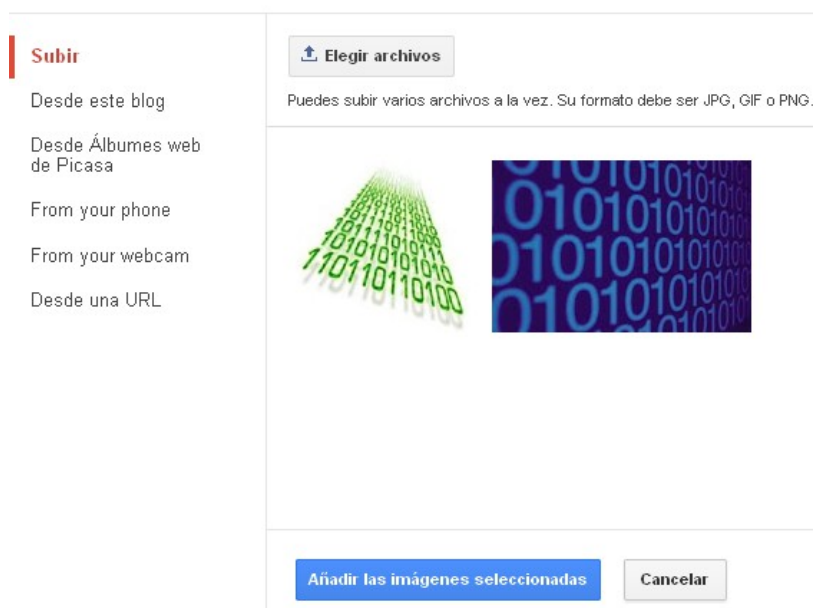 Subir
Desde este blog
Desde Álbumes web
de Picasa
From your phone
From your webcam
Desde una URL
Elegir archivos
Puedes subir varios archivos a la vez. Su formato debe ser JPG, GIF o PNG.
110110110100
Añadir las imágenes seleccionadas
Cancelar